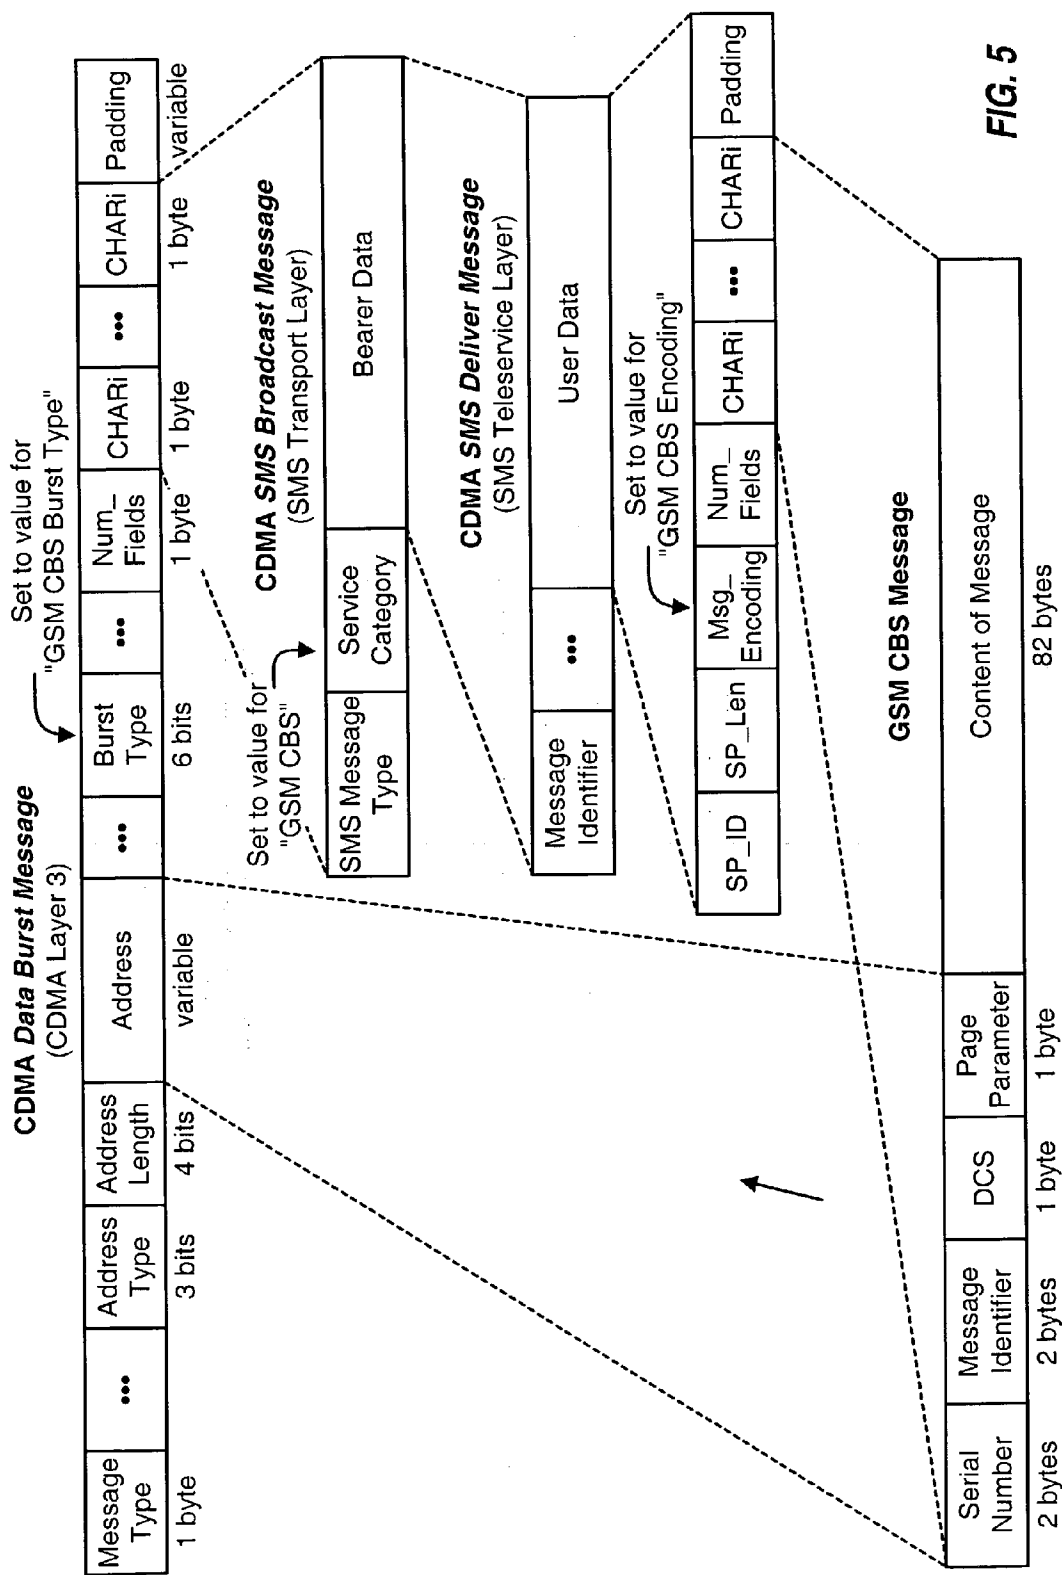 CDMA Data Burst Message
(CDMA Layer 3)
Set to value for
"GSM CBS Burst Type"
Message
Type
•••
Address
Type
Address
Length
Address
•••
Burst
Type
•••
Num_
Fields
CHARi
•••
CHARi
Padding
1 byte
3 bits
4 bits
variable
6 bits
1 byte
1 byte
1 byte
variable
Set to value for
"GSM CBS"
CDMA SMS Broadcast Message
(SMS Transport Layer)
SMS Message
Type
Service
Category
Bearer Data
CDMA SMS Deliver Message
(SMS Teleservice Layer)
Message
Identifier
•••
User Data
Set to value for
"GSM CBS Encoding"
SP_ID
SP_Len
Msg_
Encoding
Num_
Fields
CHARi
•••
CHARi
Padding
GSM CBS Message
Serial
Number
Message
Identifier
DCS
Page
Parameter
Content of Message
2 bytes
2 bytes
1 byte
1 byte
82 bytes
FIG. 5